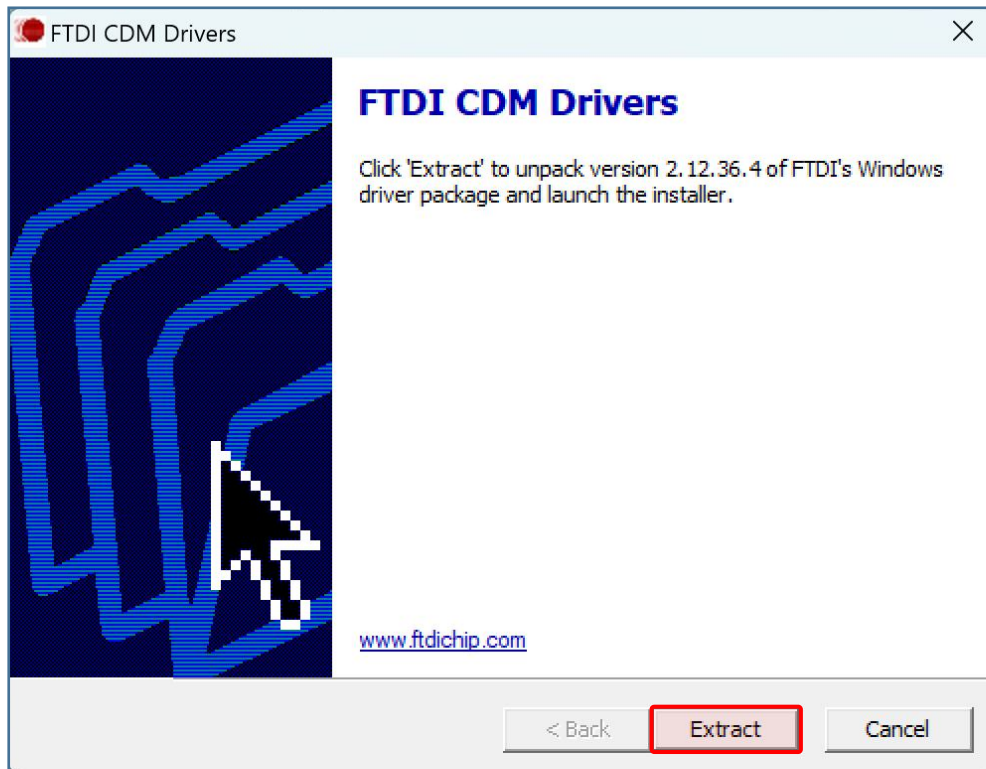 FTDI CDM Drivers
FTDI CDM Drivers
Click 'Extract' to unpack version 2.12.36.4 of FTDI's Windows
driver package and launch the installer.
www.ftdichip.com
< Back
Extract
Cancel